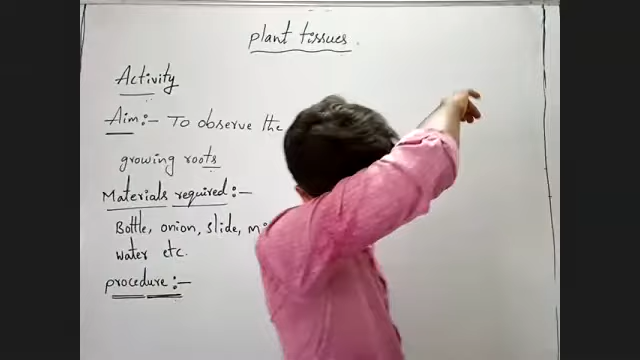 plant tissues.
Activity
Aim:- To observe the
growing roots
Materials required:-
Bottle, onion, slide,
water etc.
procedure:-